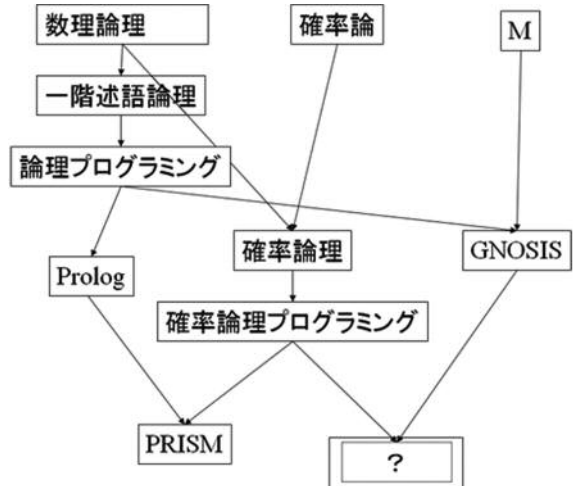 数理論理
確率論
M
一階述語論理
論理プログラミング
確率論理
GNOSIS
Prolog
確率論理プログラミング
PRISM
?